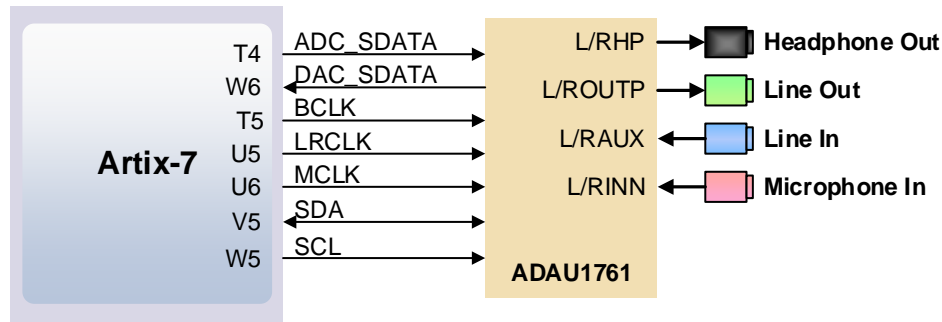 T4 ADC_SDATA L/RHP Headphone Out
W6 DAC_SDATA L/ROUTP Line Out
T5 BCLK
Artix-7 U5 LRCLK L/RAUX Line In
U6 MCLK L/RINN Microphone In
V5 SDA
W5 SCL
ADAU1761